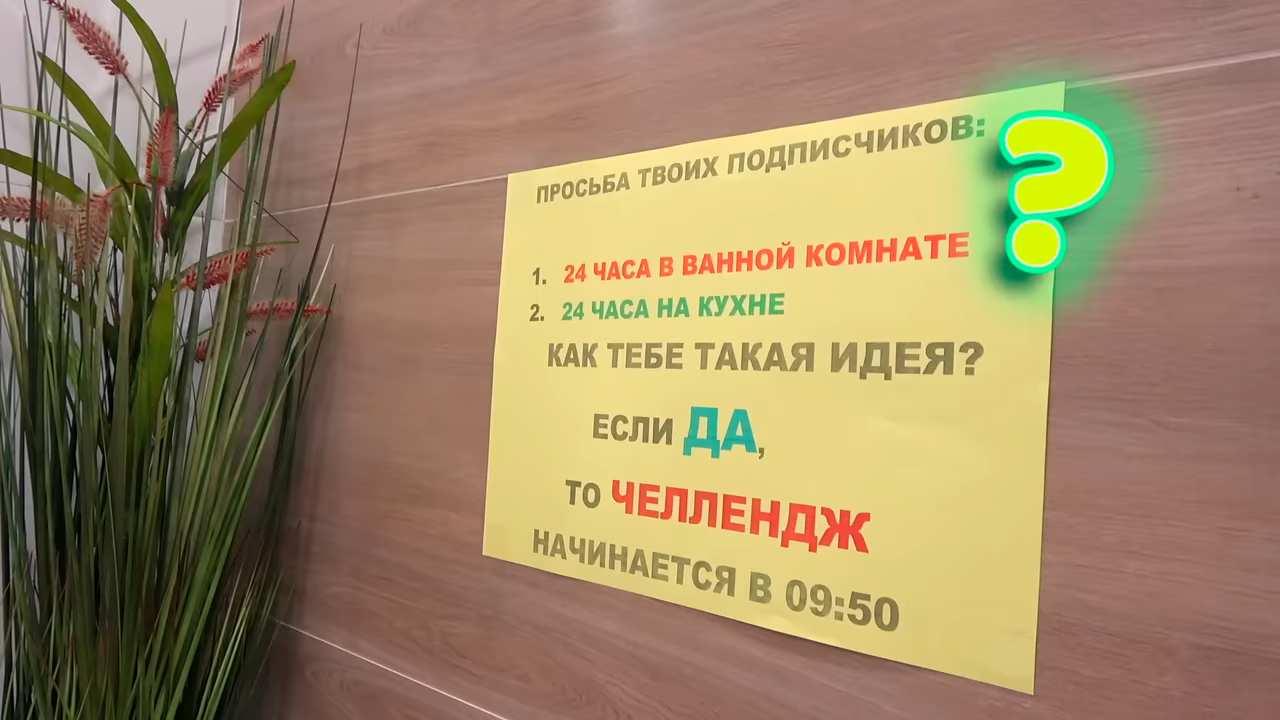 ПРОСЬБА ТВОИХ ПОДПИСЧИКОВ:
?
1. 24 ЧАСА В ВАННОЙ КОМНАТЕ
2. 24 ЧАСА НА КУХНЕ
КАК ТЕБЕ ТАКАЯ ИДЕЯ?
ЕСЛИ ДА,
ТО ЧЕЛЛЕНДЖ
НАЧИНАЕТСЯ В 09:50